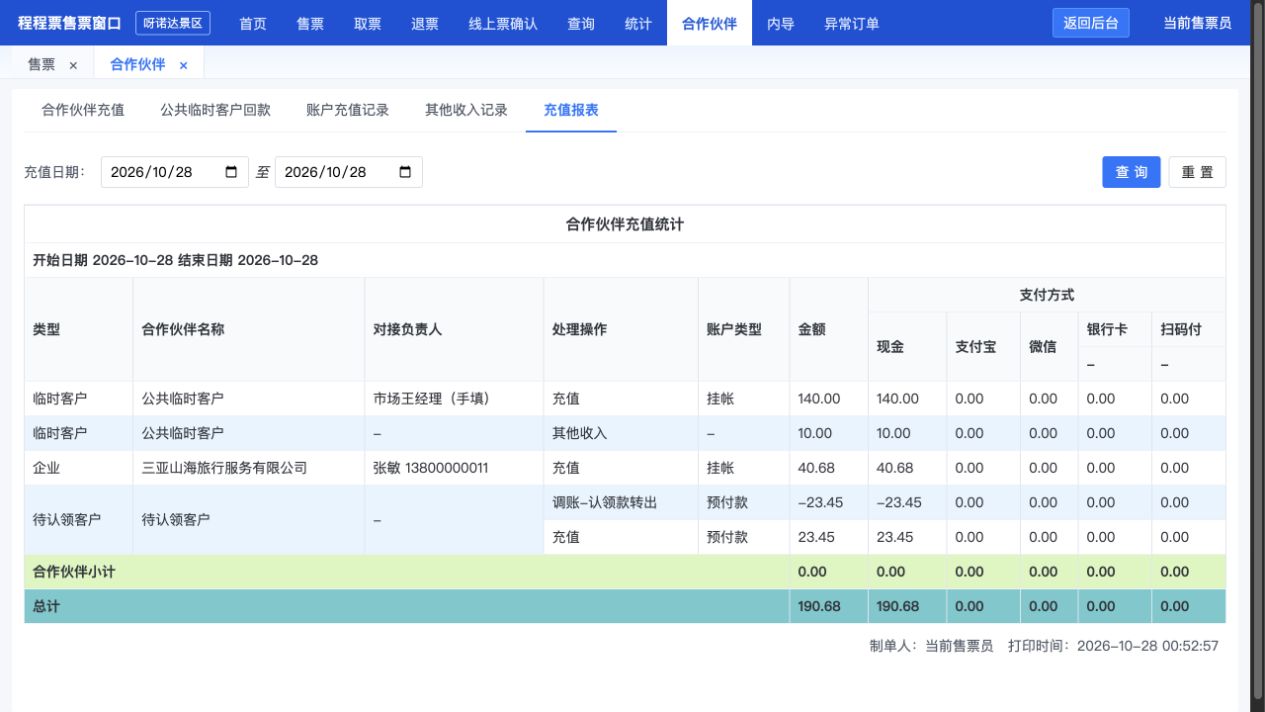 程程票售票窗口 呀诺达景区 首页 售票 取票 退票 线上票确认 查询 统计 合作伙伴 内导 异常订单 返回后台 当前售票员
售票 × 合作伙伴 ×
合作伙伴充值 公共临时客户回款 账户充值记录 其他收入记录 充值报表
充值日期： 2026/10/28 至 2026/10/28 查 询 重 置
合作伙伴充值统计
开始日期 2026-10-28 结束日期 2026-10-28
类型 合作伙伴名称 对接负责人 处理操作 账户类型 金额 支付方式
现金 支付宝 微信 银行卡 扫码付
– –
临时客户 公共临时客户 市场王经理（手填） 充值 挂帐 140.00 140.00 0.00 0.00 0.00 0.00
临时客户 公共临时客户 – 其他收入 – 10.00 10.00 0.00 0.00 0.00 0.00
企业 三亚山海旅行服务有限公司 张敏 13800000011 充值 挂帐 40.68 40.68 0.00 0.00 0.00 0.00
待认领客户 待认领客户 – 调账-认领款转出 预付款 -23.45 -23.45 0.00 0.00 0.00 0.00
充值 预付款 23.45 23.45 0.00 0.00 0.00 0.00
合作伙伴小计 0.00 0.00 0.00 0.00 0.00 0.00
总计 190.68 190.68 0.00 0.00 0.00 0.00
制单人：当前售票员 打印时间：2026-10-28 00:52:57